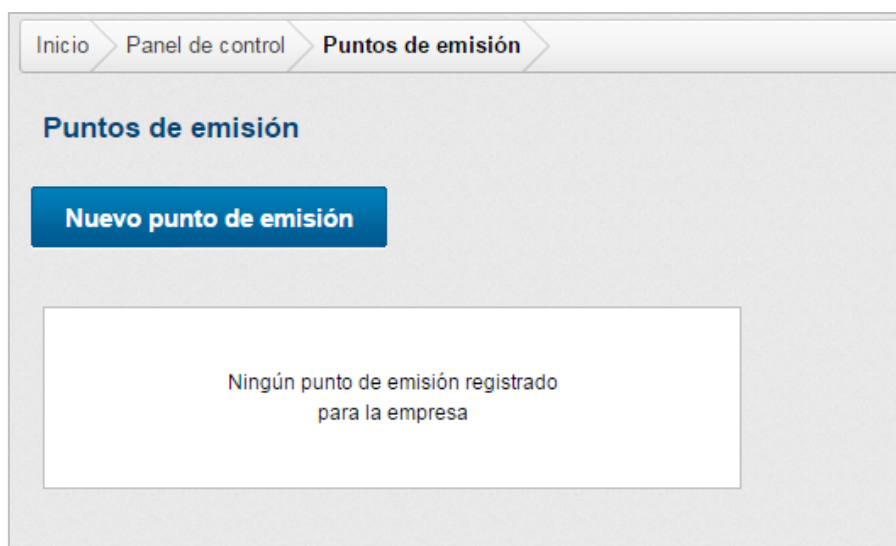 Inicio Panel de control Puntos de emisión
Puntos de emisión
Nuevo punto de emisión
Ningún punto de emisión registrado
para la empresa